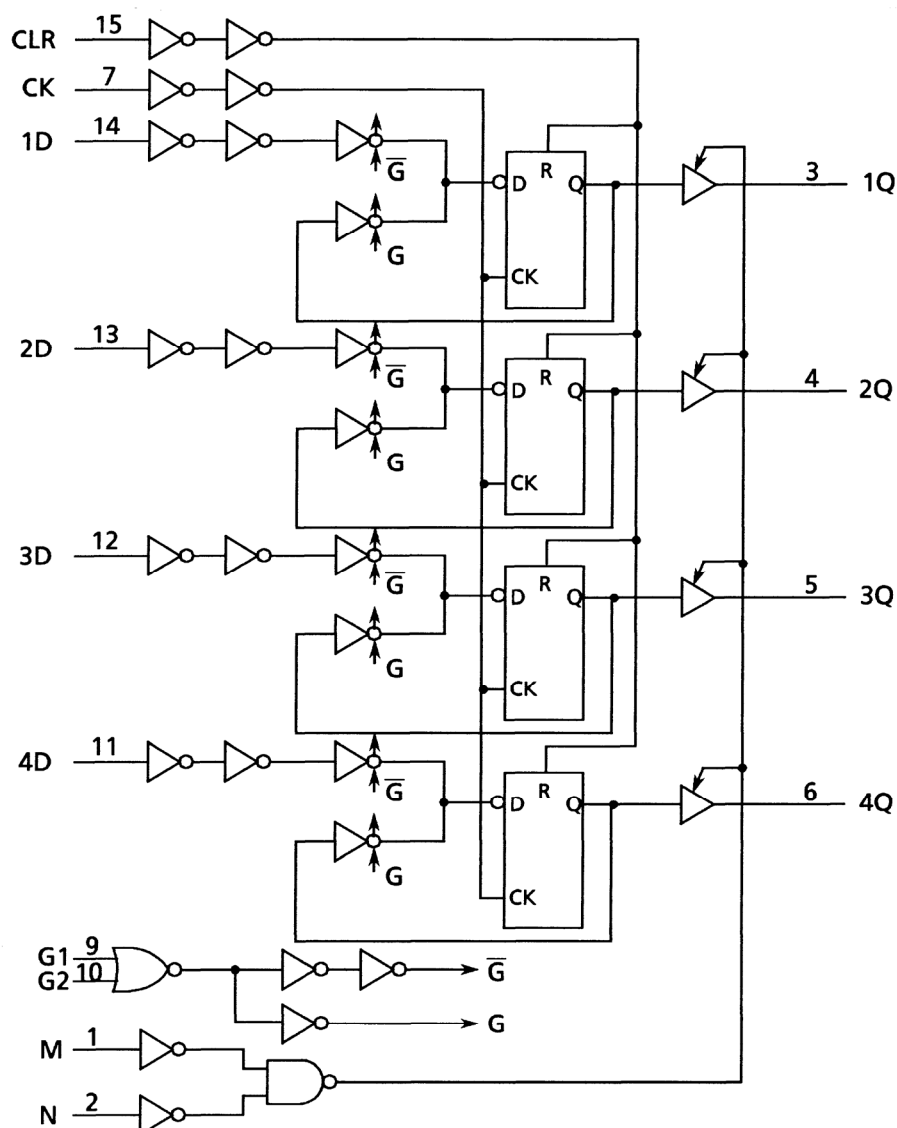 CLR 15
CK 7
1D 14
G̅
R
D Q
3 1Q
G
CK
2D 13
G̅
R
D Q
4 2Q
G
CK
3D 12
G̅
R
D Q
5 3Q
G
CK
4D 11
G̅
R
D Q
6 4Q
G
CK
G1 9
G2 10
G̅
G
M 1
N 2